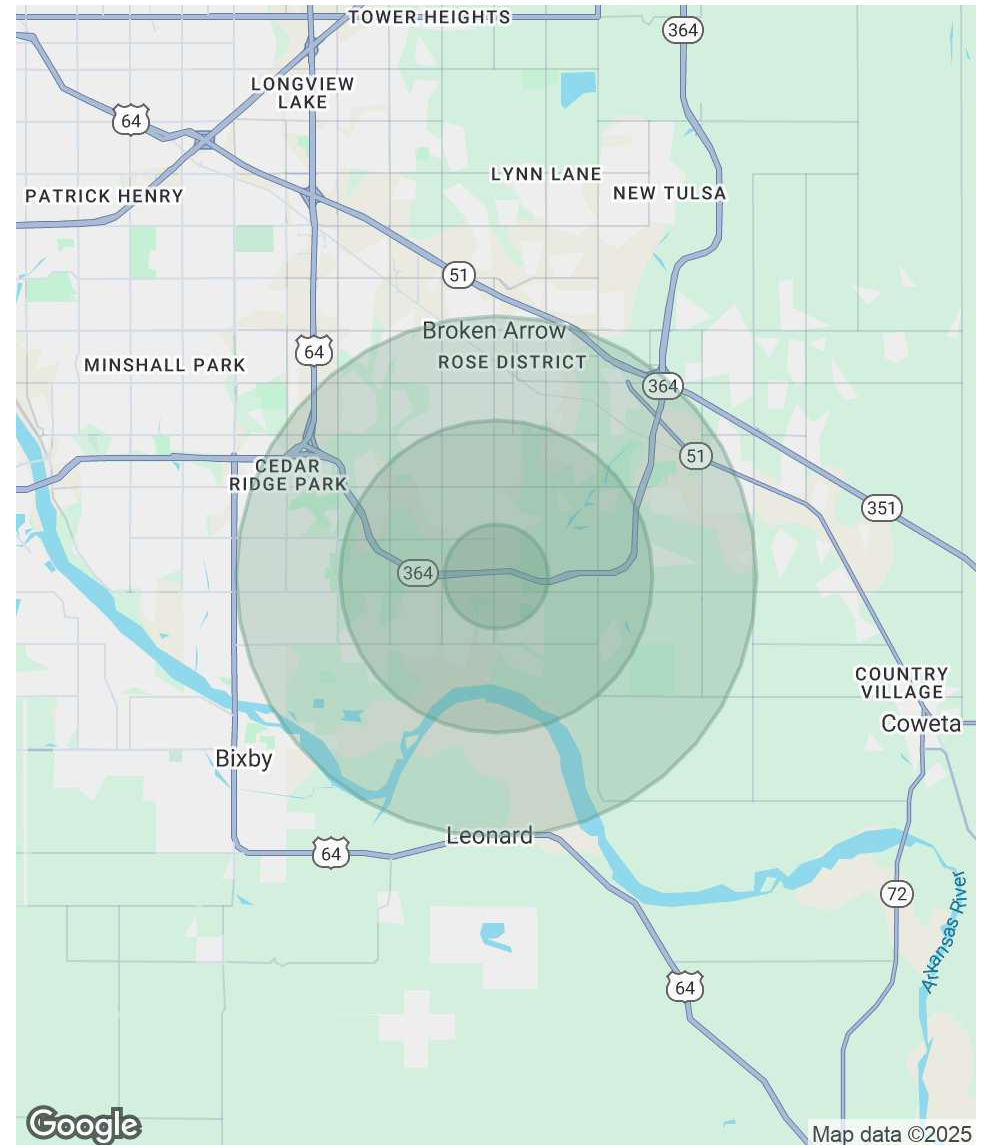 TOWER HEIGHTS
364
LONGVIEW
LAKE
64
LYNN LANE
NEW TULSA
PATRICK HENRY
51
Broken Arrow
64
ROSE DISTRICT
MINSHALL PARK
364
51
CEDAR
RIDGE PARK
351
364
COUNTRY
VILLAGE
Coweta
Bixby
Leonard
64
72
Arkansas River
64
Google
Map data ©2025